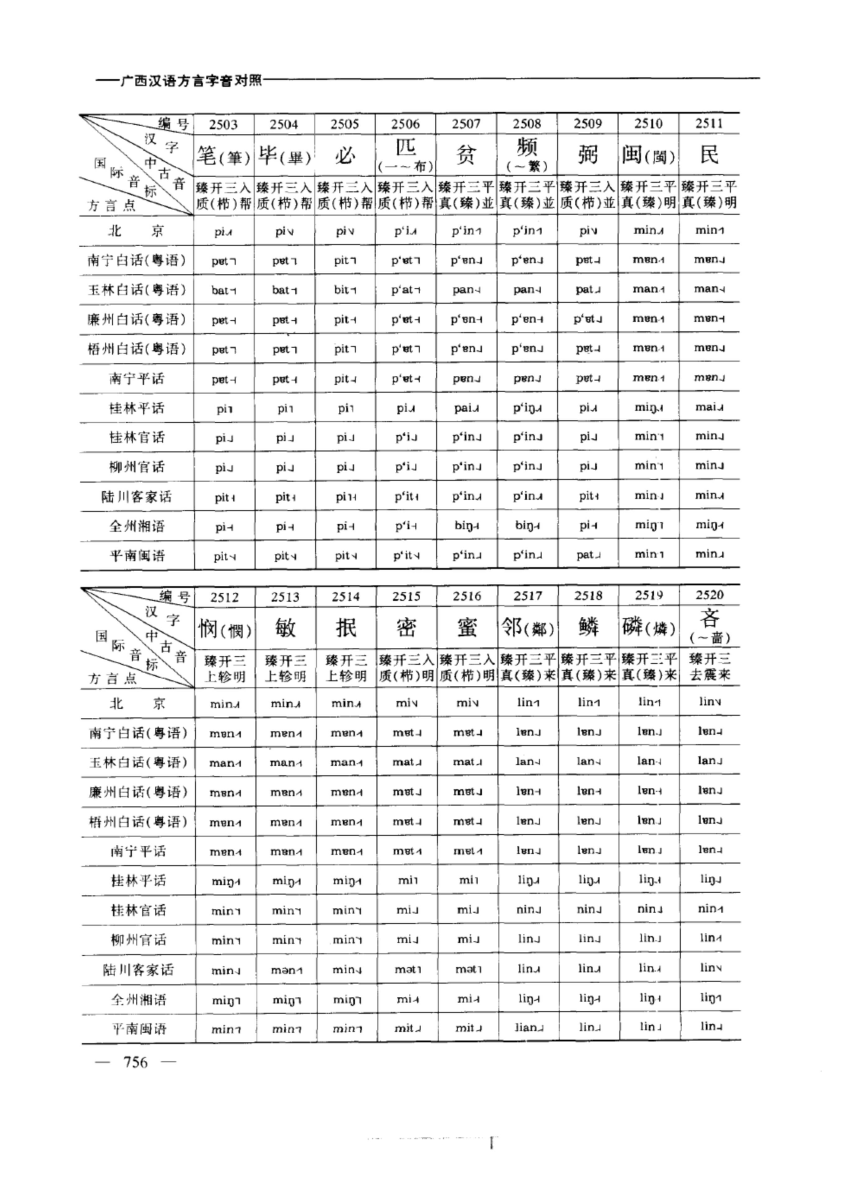 广西汉语方言字音对照
编号 2503 2504 2505 2506 2507 2508 2509 2510 2511
汉字 笔(筆) 毕(畢) 必 匹 贫 频 弼 闽(閩) 民
(一~布) (~繁)
国际音标 中古音 臻开三入 臻开三入 臻开三入 臻开三入 臻开三平 臻开三平 臻开三入 臻开三平 臻开三平
方言点 质(栉)帮 质(栉)帮 质(栉)帮 质(栉)帮 真(臻)並 真(臻)並 质(栉)並 真(臻)明 真(臻)明
北京 pi pi pi pʻi pʻin pʻin pi min min
南宁白话(粤语) pɐt pɐt pit pʻɐt pʻɐn pʻɐn pɐt mɐn mɐn
玉林白话(粤语) bat bat bit pʻat pan pan pat man man
廉州白话(粤语) pɐt pɐt pit pʻɐt pʻɐn pʻɐn pʻɐt mɐn mɐn
梧州白话(粤语) pɐt pɐt pit pʻɐt pʻɐn pʻɐn pɐt mɐn mɐn
南宁平话 pɐt pɐt pit pʻɐt pɐn pɐn pɐt mɐn mɐn
桂林平话 pi pi pi pi pai pʻiŋ pi miŋ mai
桂林官话 pi pi pi pʻi pʻin pʻin pi min min
柳州官话 pi pi pi pʻi pʻin pʻin pi min min
陆川客家话 pit pit pit pʻit pʻin pʻin pit min min
全州湘语 pi pi pi pʻi biŋ biŋ pi miŋ miŋ
平南闽语 pit pit pit pʻit pʻin pʻin pat min min
编号 2512 2513 2514 2515 2516 2517 2518 2519 2520
汉字 悯(憫) 敏 抿 密 蜜 邻(鄰) 鳞 磷(燐) 吝
(~啬)
国际音标 中古音 臻开三 臻开三 臻开三 臻开三入 臻开三入 臻开三平 臻开三平 臻开三平 臻开三
方言点 上轸明 上轸明 上轸明 质(栉)明 质(栉)明 真(臻)来 真(臻)来 真(臻)来 去震来
北京 min min min mi mi lin lin lin lin
南宁白话(粤语) mɐn mɐn mɐn mɐt mɐt lɐn lɐn lɐn lɐn
玉林白话(粤语) man man man mat mat lan lan lan lan
廉州白话(粤语) mɐn mɐn mɐn mɐt mɐt lɐn lɐn lɐn lɐn
梧州白话(粤语) mɐn mɐn mɐn mɐt mɐt lɐn lɐn lɐn lɐn
南宁平话 mɐn mɐn mɐn mɐt mɐt lɐn lɐn lɐn lɐn
桂林平话 miŋ miŋ miŋ mi mi liŋ liŋ liŋ liŋ
桂林官话 min min min mi mi nin nin nin nin
柳州官话 min min min mi mi lin lin lin lin
陆川客家话 min mən min mət mət lin lin lin lin
全州湘语 miŋ miŋ miŋ mi mi liŋ liŋ liŋ liŋ
平南闽语 min min min mit mit lian lin lin lin
— 756 —